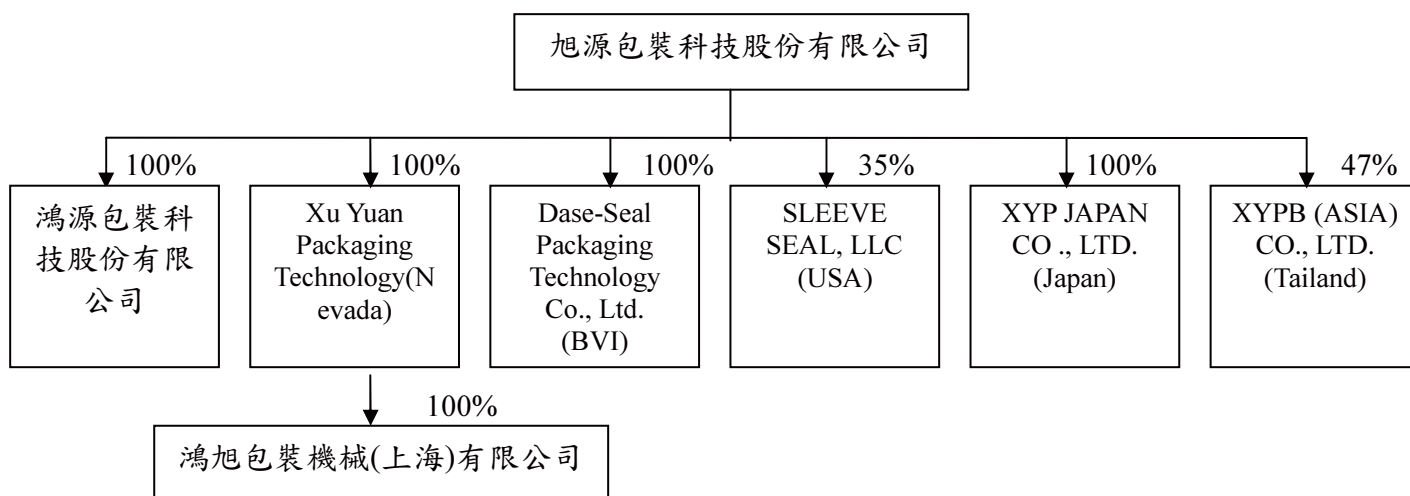 旭源包裝科技股份有限公司
100%
100%
100%
35%
100%
47%
鴻源包裝科
技股份有限
公司
Xu Yuan
Packaging
Technology(N
evada)
Dase-Seal
Packaging
Technology
Co., Ltd.
(BVI)
SLEEVE
SEAL, LLC
(USA)
XYP JAPAN
CO ., LTD.
(Japan)
XYPB (ASIA)
CO., LTD.
(Tailand)
100%
鴻旭包裝機械(上海)有限公司